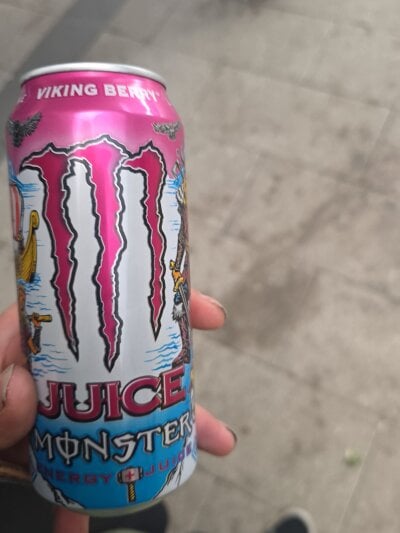 VIKING BERRY
JUICE
MONSTER
ENERGY + JUICE